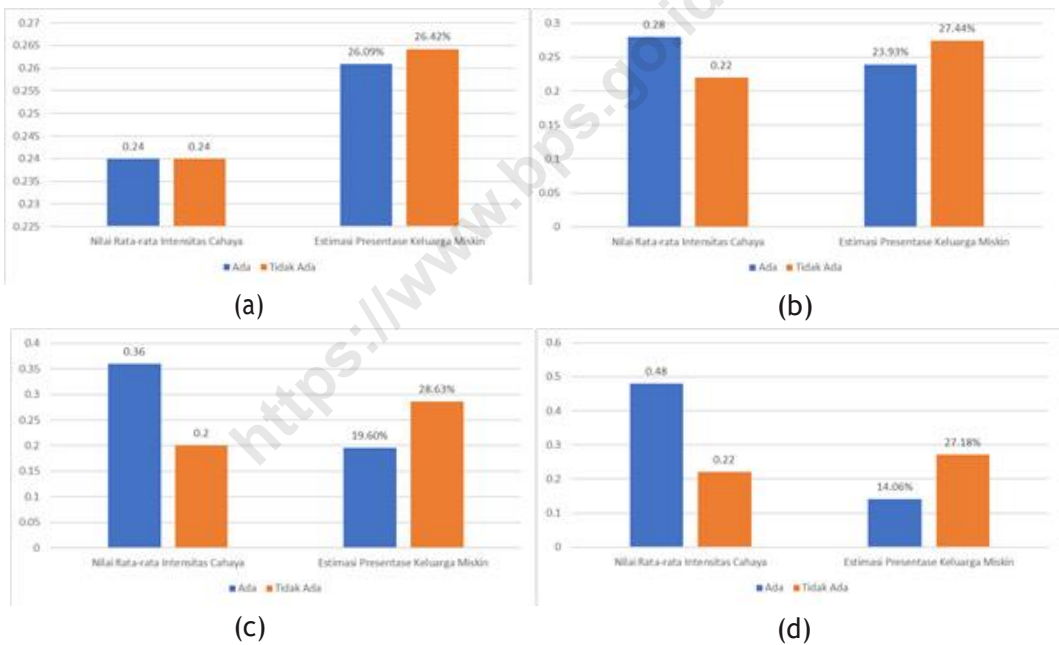 0.27
0.265
0.26
0.255
0.25
0.245
0.24
0.235
0.23
0.225
0.24
0.24
26.09%
26.42%
Nilai Rata-rata Intensitas Cahaya
Estimasi Presentase Keluarga Miskin
Ada Tidak Ada
(a)
0.3
0.25
0.2
0.15
0.1
0.05
0
0.28
0.22
23.93%
27.44%
Nilai Rata-rata Intensitas Cahaya
Estimasi Presentase Keluarga Miskin
Ada Tidak Ada
(b)
0.4
0.35
0.3
0.25
0.2
0.15
0.1
0.05
0
0.36
0.2
19.60%
28.63%
Nilai Rata-rata Intensitas Cahaya
Estimasi Presentase Keluarga Miskin
Ada Tidak Ada
(c)
0.6
0.5
0.4
0.3
0.2
0.1
0
0.48
0.22
14.06%
27.18%
Nilai Rata-rata Intensitas Cahaya
Estimasi Presentase Keluarga Miskin
Ada Tidak Ada
(d)
https://www.bps.go.id